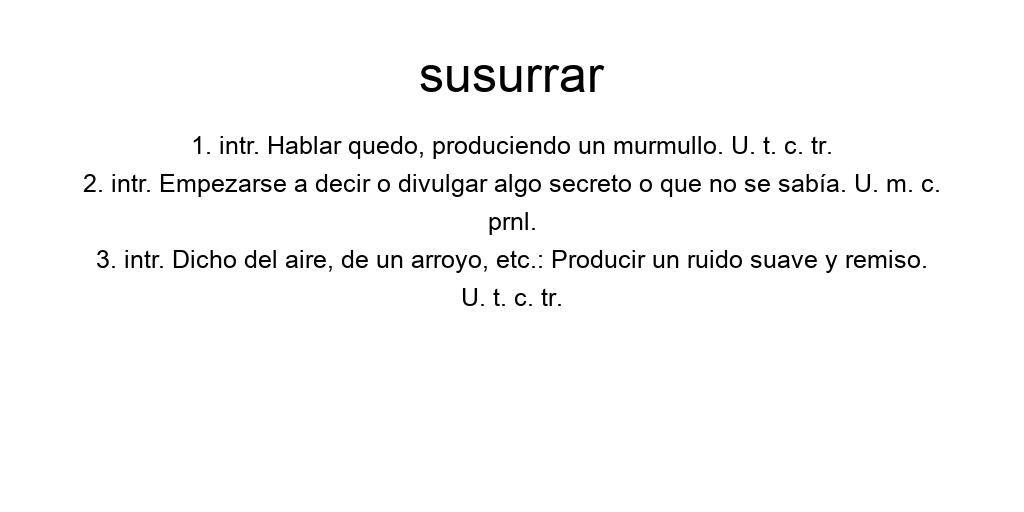 susurrar
1. intr. Hablar quedo, produciendo un murmullo. U. t. c. tr.
2. intr. Empezarse a decir o divulgar algo secreto o que no se sabía. U. m. c.
prnl.
3. intr. Dicho del aire, de un arroyo, etc.: Producir un ruido suave y remiso.
U. t. c. tr.